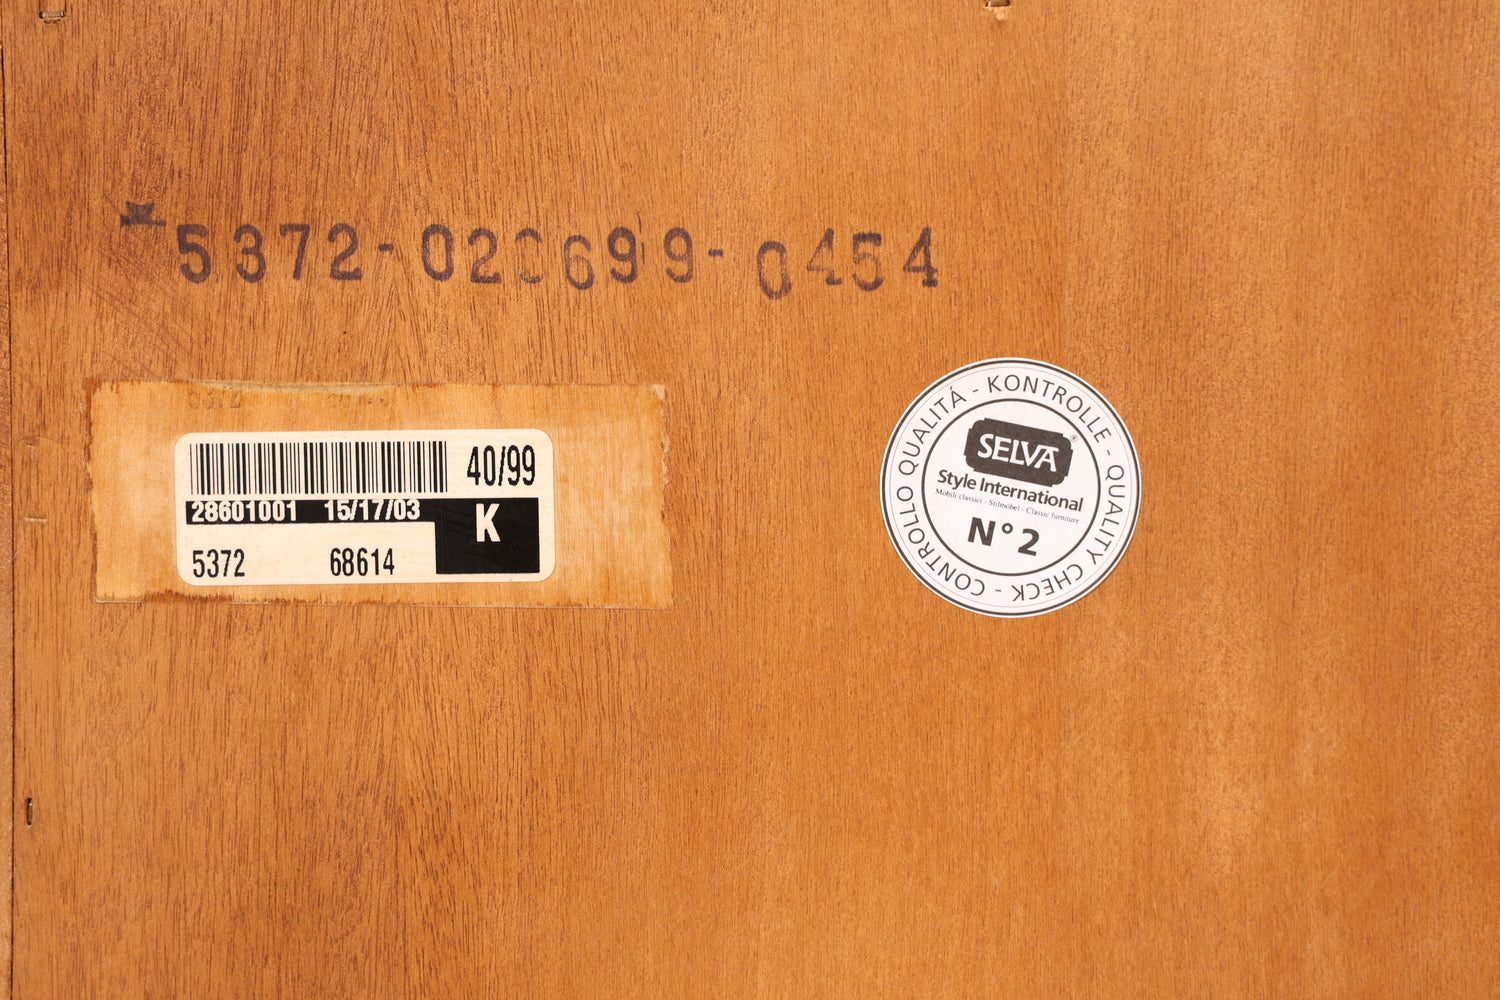 5372-020699-0454
40/99
28601001 15/17/03
K
5372 68614
CONTROLLO QUALITÁ - KONTROLLE - QUALITY CHECK -
SELVA®
Style International
Mobili classici - Stilmöbel - Classic furniture
N°2